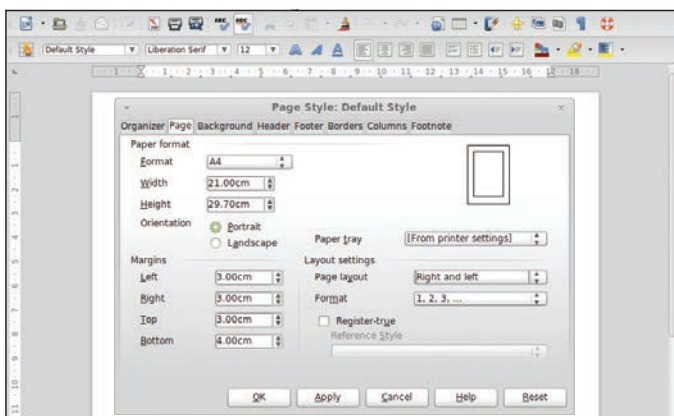 ABC ABC
Default Style Liberation Serif 12
1 1 2 3 4 5 6 7 8 9 10 11 12 13 14 15 16 17 18
Page Style: Default Style
Organizer Page Background Header Footer Borders Columns Footnote
Paper format
Format A4
Width 21.00cm
Height 29.70cm
Orientation Portrait
Landscape
Paper tray [From printer settings]
Margins
Left 3.00cm
Right 3.00cm
Top 3.00cm
Bottom 4.00cm
Layout settings
Page layout Right and left
Format 1, 2, 3, ...
Register-true
Reference Style
OK Apply Cancel Help Reset